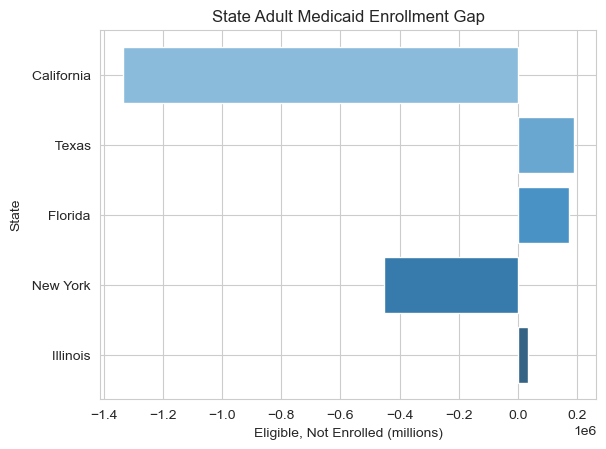 State Adult Medicaid Enrollment Gap
State
California
Texas
Florida
New York
Illinois
−1.4 −1.2 −1.0 −0.8 −0.6 −0.4 −0.2 0.0 0.2
1e6
Eligible, Not Enrolled (millions)